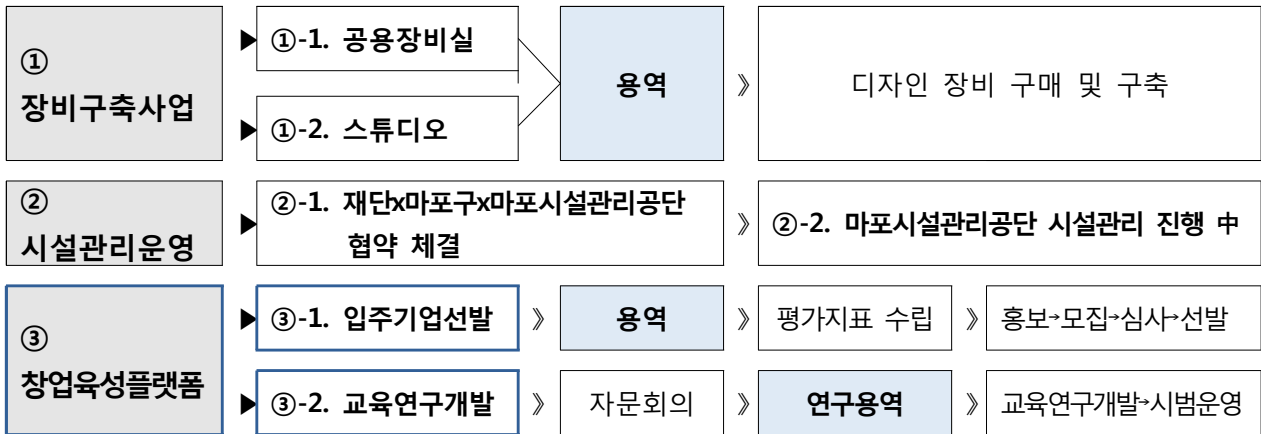 ①
장비구축사업
▶ ①-1. 공용장비실
▶ ①-2. 스튜디오
용역
》
디자인 장비 구매 및 구축
②
시설관리운영
▶ ②-1. 재단x마포구x마포시설관리공단
협약 체결
》
②-2. 마포시설관리공단 시설관리 진행 中
③
창업육성플랫폼
▶ ③-1. 입주기업선발 》 용역 》 평가지표 수립 》 홍보→모집→심사→선발
▶ ③-2. 교육연구개발 》 자문회의 》 연구용역 》 교육연구개발→시범운영